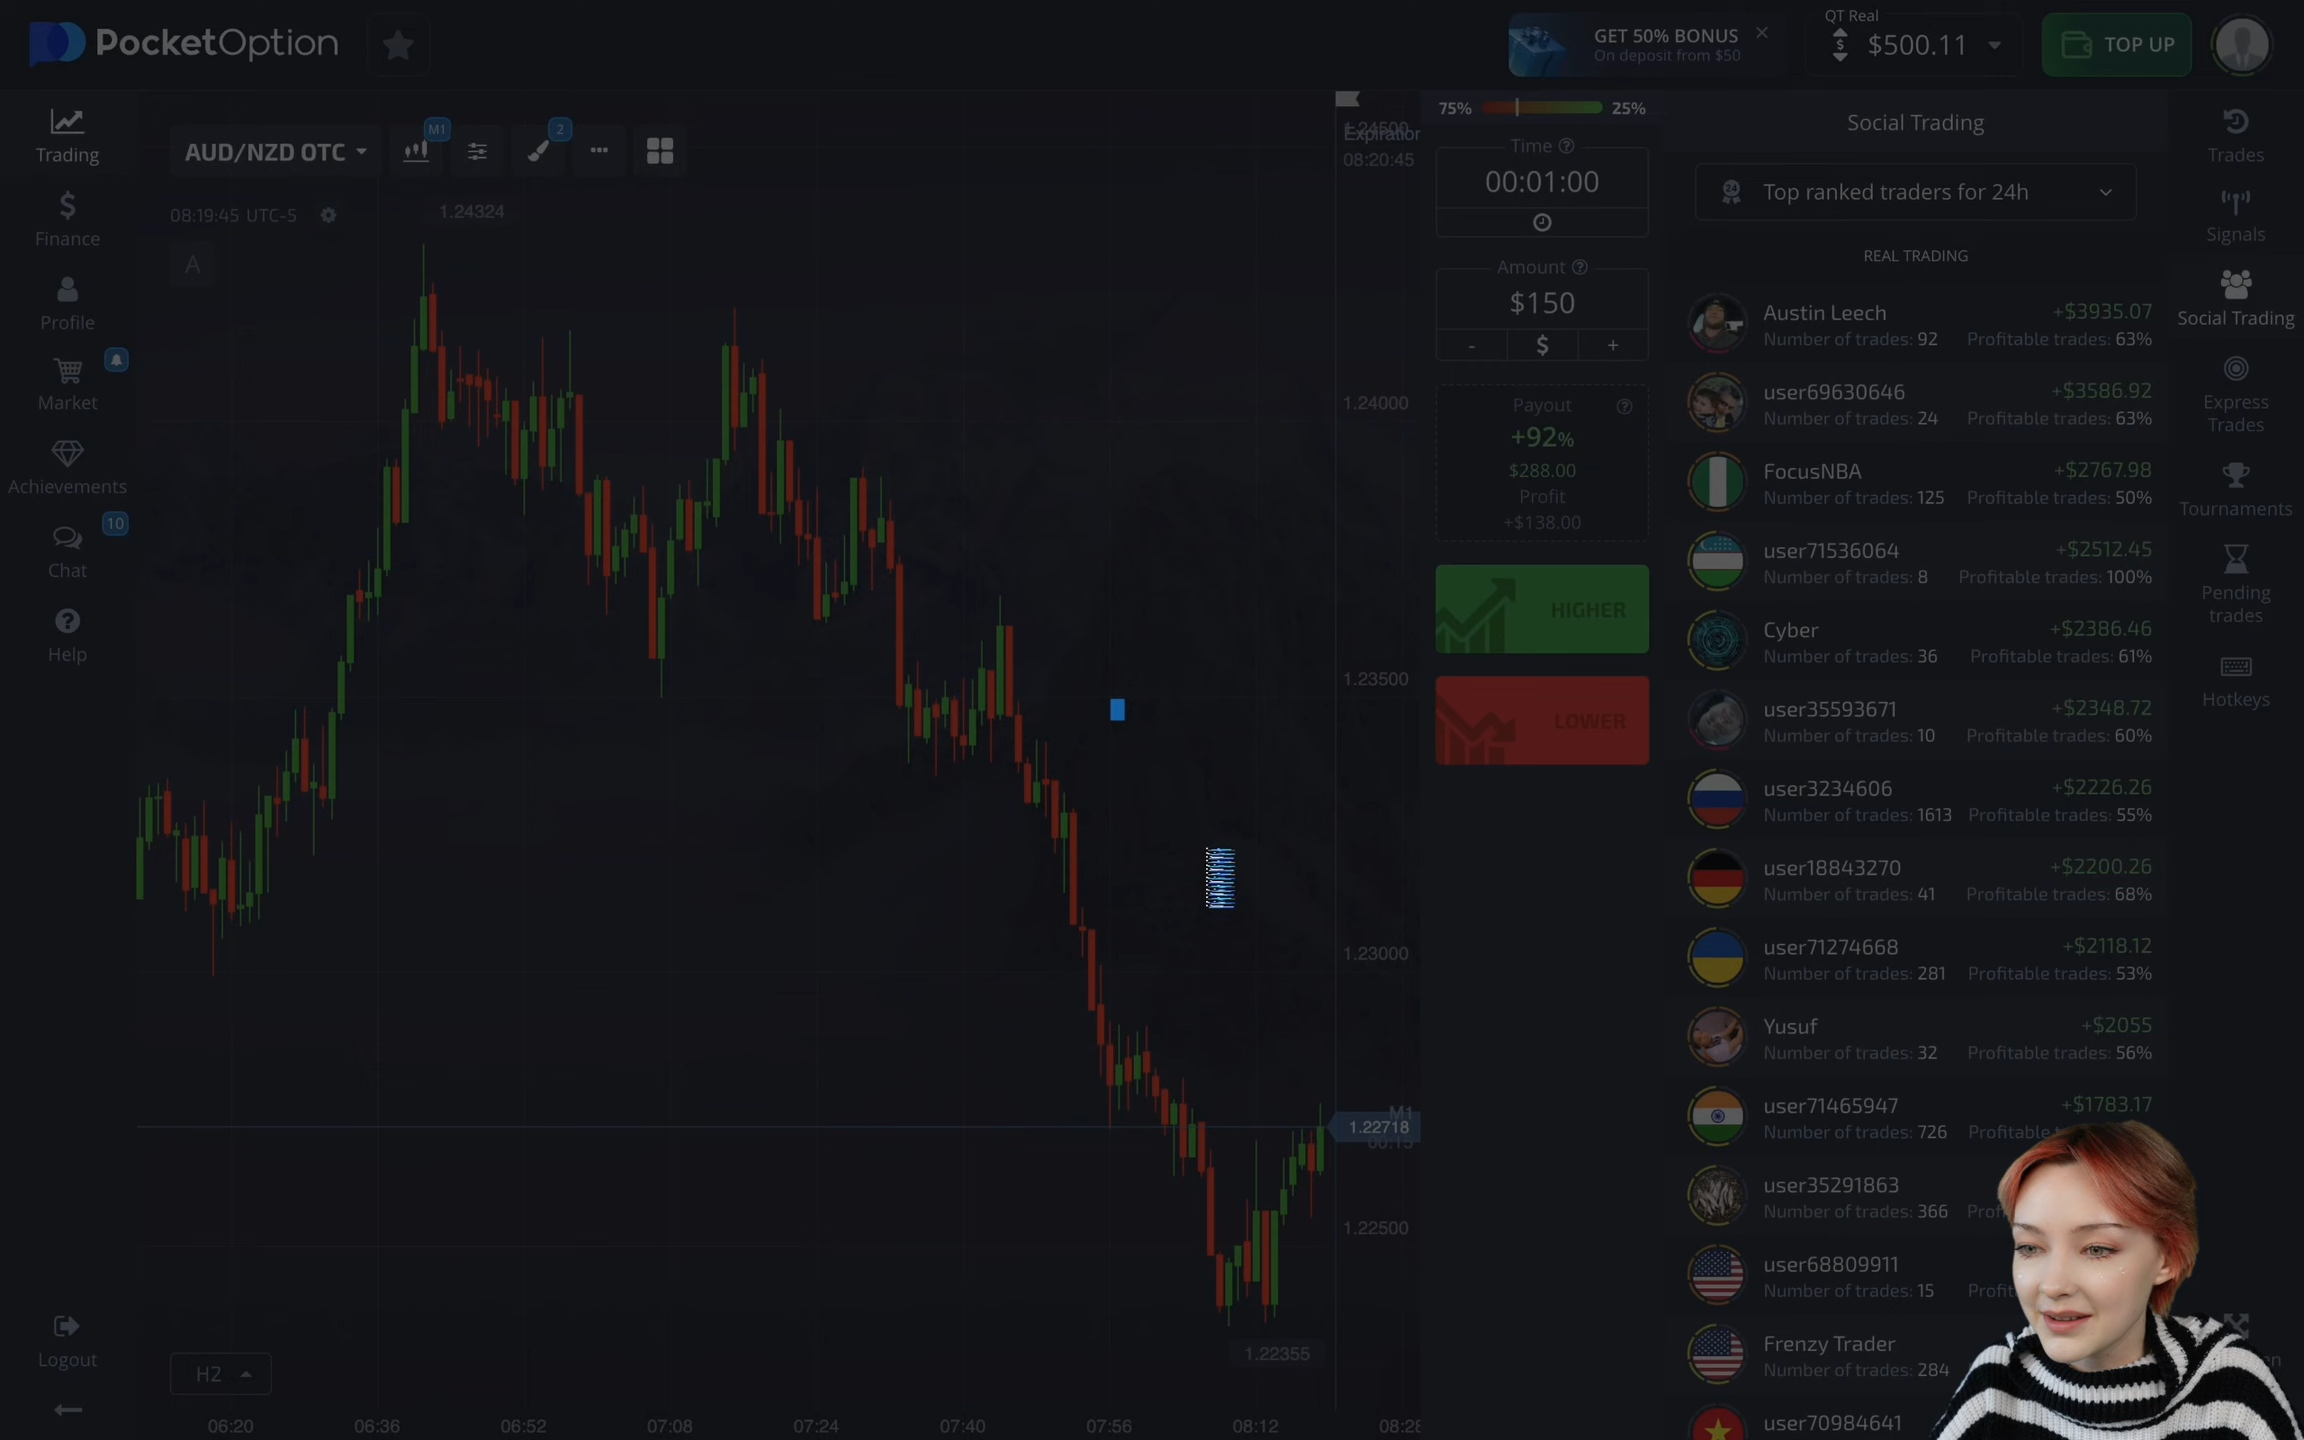 PocketOption
GET 50% BONUS
On deposit from $50
QT Real
$500.11
TOP UP
Trading
Finance
Profile
Market
Achievements
10
Chat
Help
Logout
AUD/NZD OTC
M1
2
08:19:45 UTC-5
A
1.24324
1.24500
Expiration
08:20:45
1.24000
1.23500
1.23000
M1
1.22718
00:15
1.22500
1.22355
H2
06:20 06:36 06:52 07:08 07:24 07:40 07:56 08:12 08:28
75% 25%
Time
00:01:00
Amount
$150
- $ +
Payout
+92%
$288.00
Profit
+$138.00
HIGHER
LOWER
Social Trading
24
Top ranked traders for 24h
REAL TRADING
Austin Leech +$3935.07
Number of trades: 92 Profitable trades: 63%
user69630646 +$3586.92
Number of trades: 24 Profitable trades: 63%
FocusNBA +$2767.98
Number of trades: 125 Profitable trades: 50%
user71536064 +$2512.45
Number of trades: 8 Profitable trades: 100%
Cyber +$2386.46
Number of trades: 36 Profitable trades: 61%
user35593671 +$2348.72
Number of trades: 10 Profitable trades: 60%
user3234606 +$2226.26
Number of trades: 1613 Profitable trades: 55%
user18843270 +$2200.26
Number of trades: 41 Profitable trades: 68%
user71274668 +$2118.12
Number of trades: 281 Profitable trades: 53%
Yusuf +$2055
Number of trades: 32 Profitable trades: 56%
user71465947 +$1783.17
Number of trades: 726 Profitable
user35291863
Number of trades: 366 Prof
user68809911
Number of trades: 15 Profit
Frenzy Trader
Number of trades: 284
user70984641
Trades
Signals
Social Trading
Express
Trades
Tournaments
Pending
trades
Hotkeys